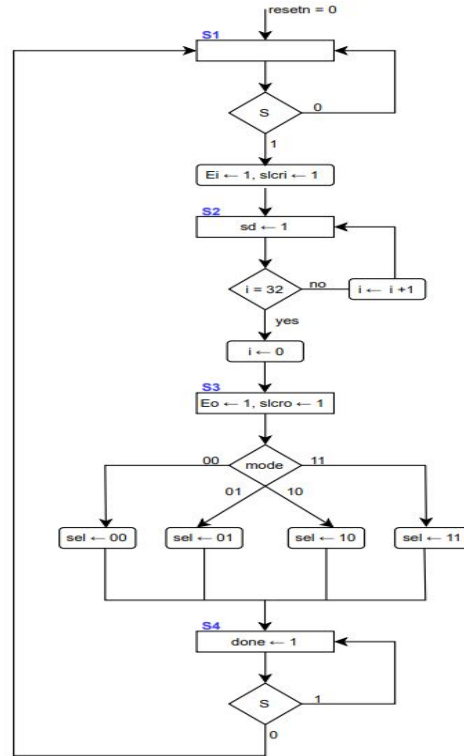 resetn = 0
S1
S
0
1
Ei ← 1, slcri ← 1
S2
sd ← 1
i = 32
no
i ← i +1
yes
i ← 0
S3
Eo ← 1, slcro ← 1
00
mode
11
01
10
sel ← 00
sel ← 01
sel ← 10
sel ← 11
S4
done ← 1
S
1
0